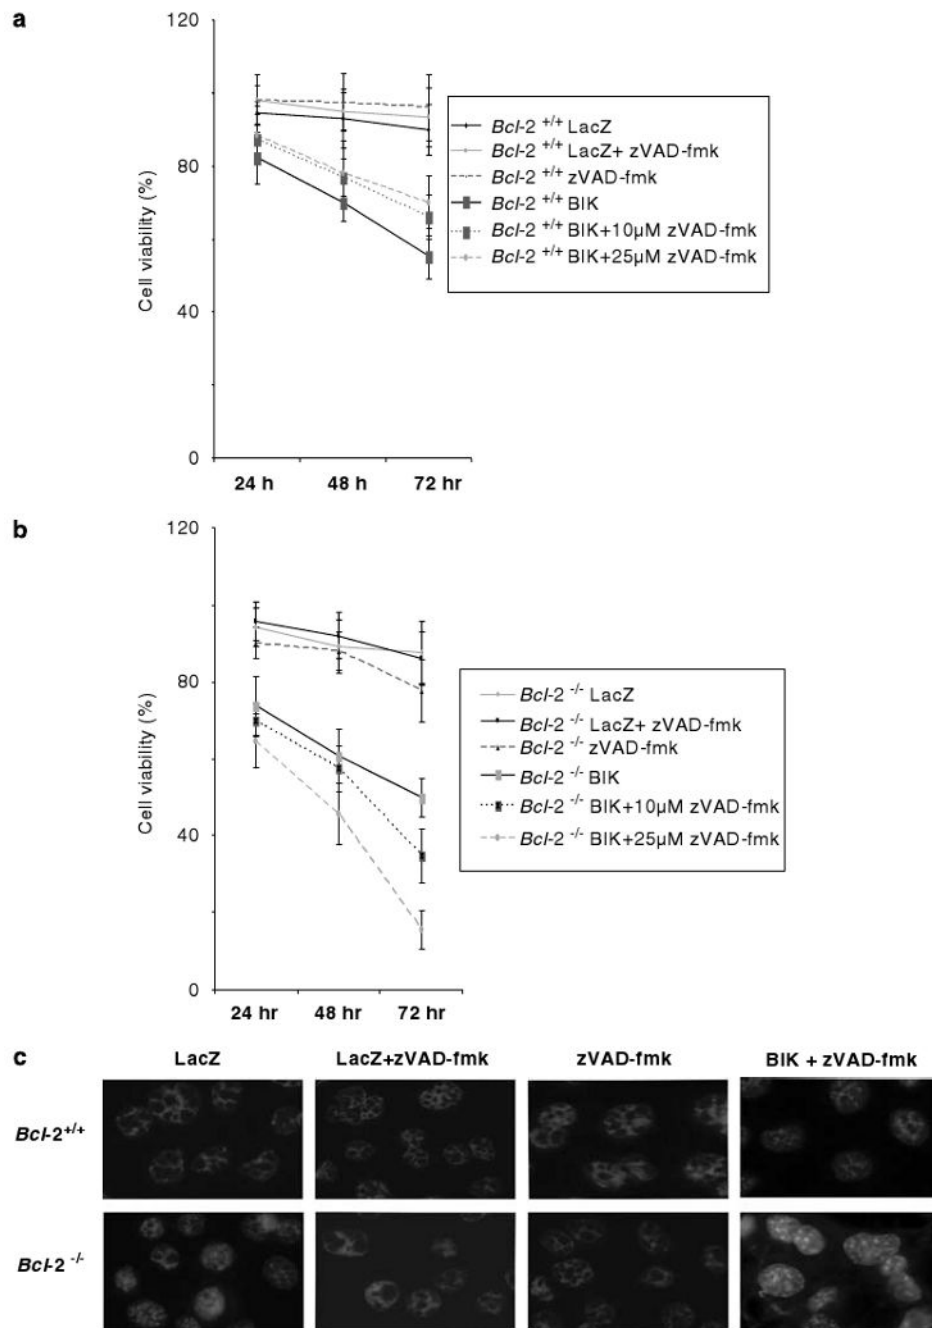 a
120
80
40
0
Cell viability (%)
24 h 48 h 72 hr
Bcl-2 +/+ LacZ
Bcl-2 +/+ LacZ+ zVAD-fmk
Bcl-2 +/+ zVAD-fmk
Bcl-2 +/+ BIK
Bcl-2 +/+ BIK+10µM zVAD-fmk
Bcl-2 +/+ BIK+25µM zVAD-fmk
b
120
80
40
0
Cell viability (%)
24 hr 48 hr 72 hr
Bcl-2 -/- LacZ
Bcl-2 -/- LacZ+ zVAD-fmk
Bcl-2 -/- zVAD-fmk
Bcl-2 -/- BIK
Bcl-2 -/- BIK+10µM zVAD-fmk
Bcl-2 -/- BIK+25µM zVAD-fmk
c
LacZ LacZ+zVAD-fmk zVAD-fmk BIK + zVAD-fmk
Bcl-2+/+
Bcl-2 -/-